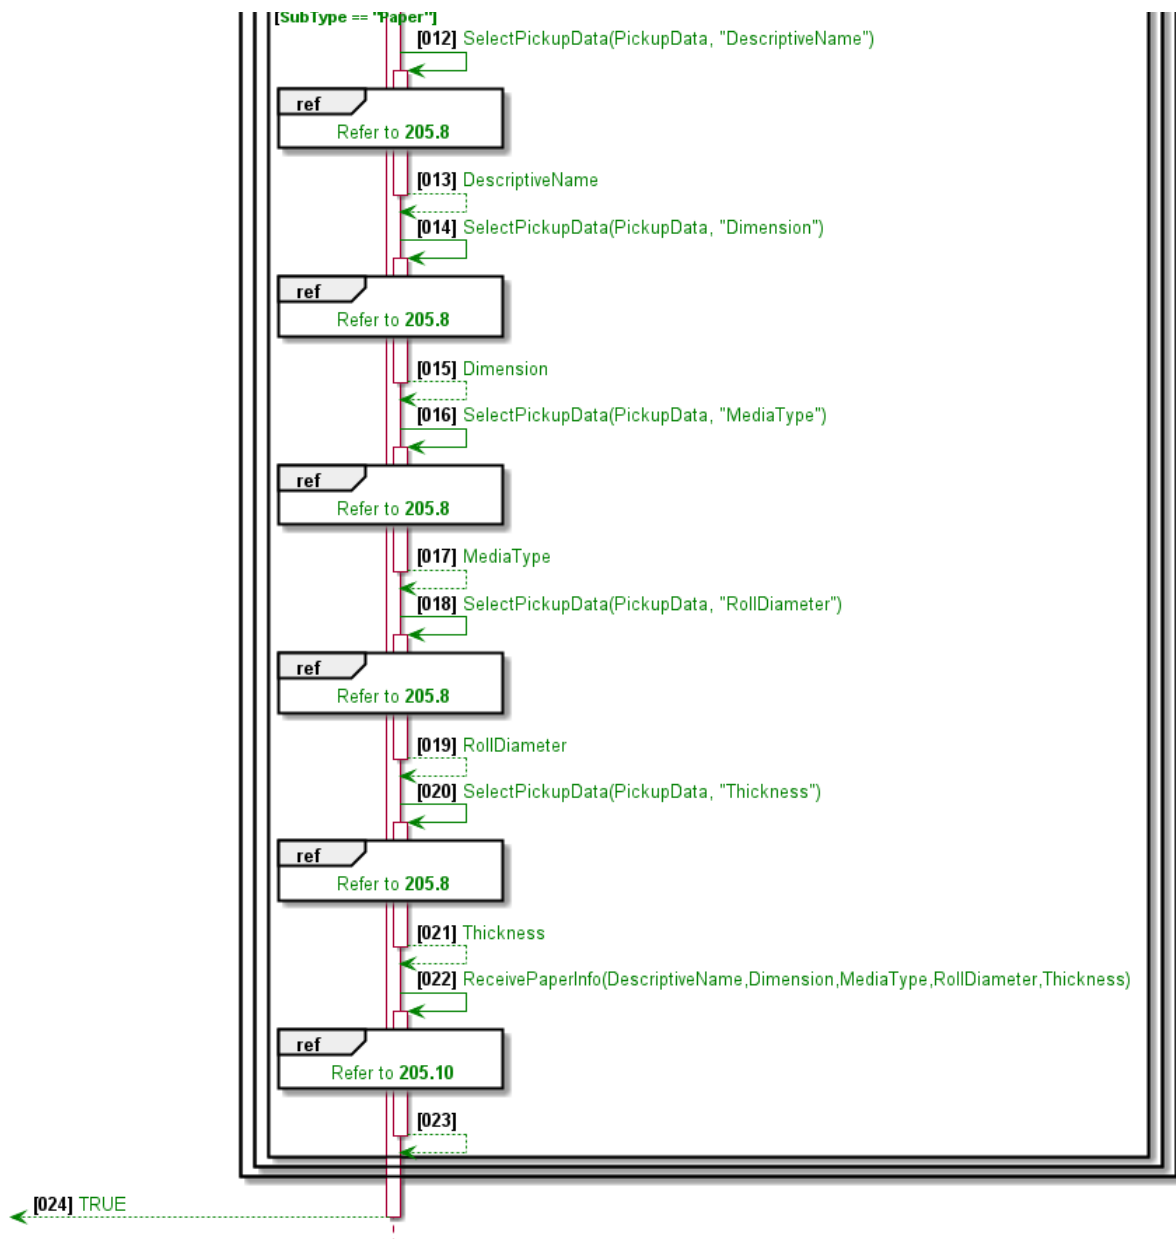 [SubType == "Paper"]
[012] SelectPickupData(PickupData, "DescriptiveName")
ref
Refer to 205.8
[013] DescriptiveName
[014] SelectPickupData(PickupData, "Dimension")
ref
Refer to 205.8
[015] Dimension
[016] SelectPickupData(PickupData, "MediaType")
ref
Refer to 205.8
[017] MediaType
[018] SelectPickupData(PickupData, "RollDiameter")
ref
Refer to 205.8
[019] RollDiameter
[020] SelectPickupData(PickupData, "Thickness")
ref
Refer to 205.8
[021] Thickness
[022] ReceivePaperInfo(DescriptiveName,Dimension,MediaType,RollDiameter,Thickness)
ref
Refer to 205.10
[023]
[024] TRUE